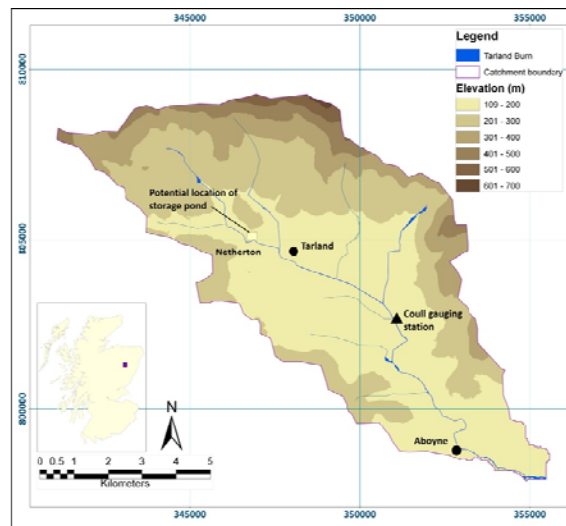 345000 350000 355000
810000
Legend
Tarland Burn
Catchment boundary
Elevation (m)
109 - 200
201 - 300
301 - 400
401 - 500
501 - 600
601 - 700
Potential location of
storage pond
805000
Netherton
Tarland
Coull gauging
station
N
800000
Aboyne
0 0.5 1 2 3 4 5
Kilometers
345000 350000 355000